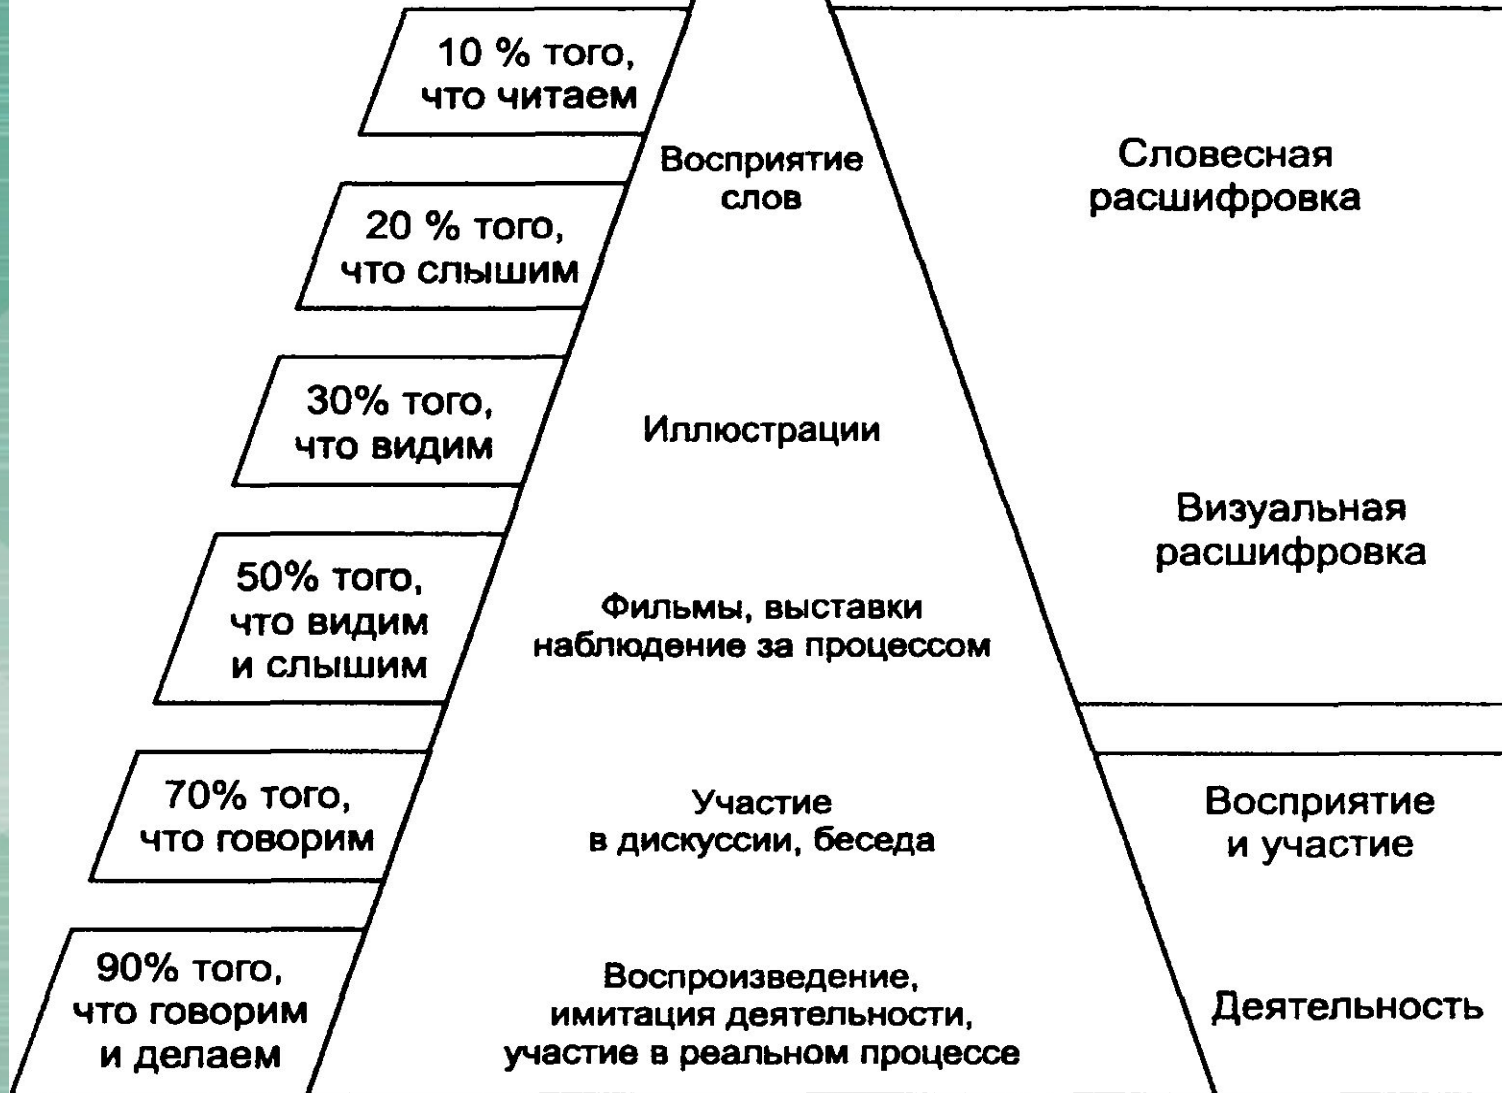 10 % того,
что читаем
Восприятие
слов
Словесная
расшифровка
20 % того,
что слышим
30% того,
что видим
Иллюстрации
Визуальная
расшифровка
50% того,
что видим
и слышим
Фильмы, выставки
наблюдение за процессом
70% того,
что говорим
Участие
в дискуссии, беседа
Восприятие
и участие
90% того,
что говорим
и делаем
Воспроизведение,
имитация деятельности,
участие в реальном процессе
Деятельность